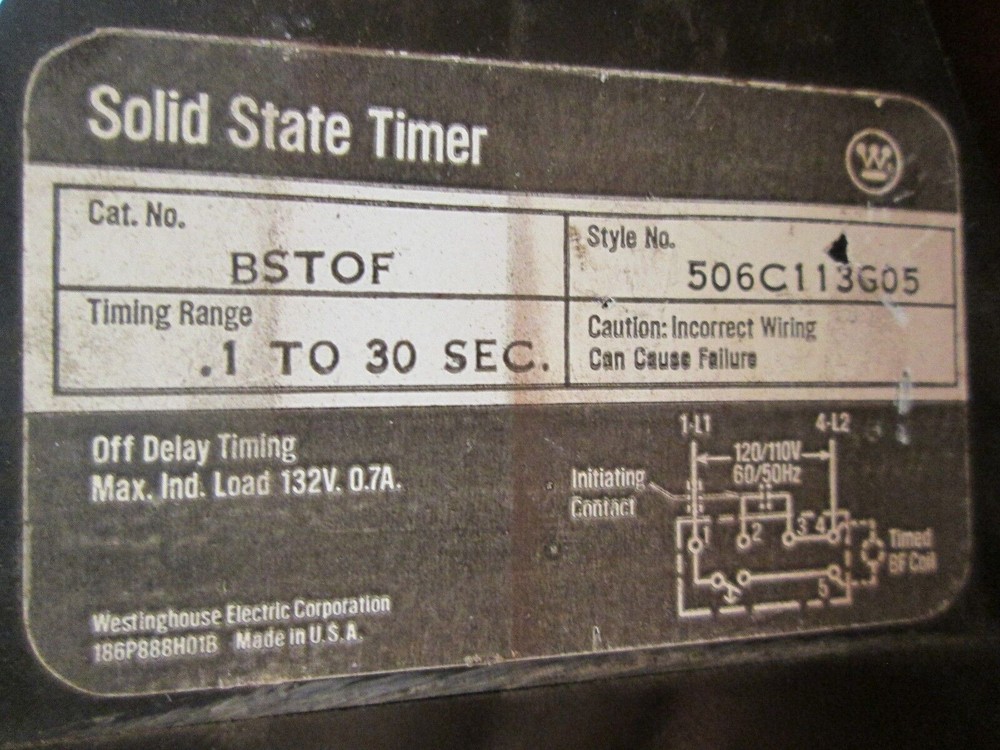 Solid State Timer
W
Cat. No.
BSTOF
Style No.
506C113G05
Timing Range
.1 TO 30 SEC.
Caution: Incorrect Wiring
Can Cause Failure
Off Delay Timing
Max. Ind. Load 132V. 0.7A.
1-L1
4-L2
120/110V
60/50Hz
Initiating
Contact
1
2
3
4
5
Timed
BF Coil
Westinghouse Electric Corporation
186P888H01B Made in U.S.A.